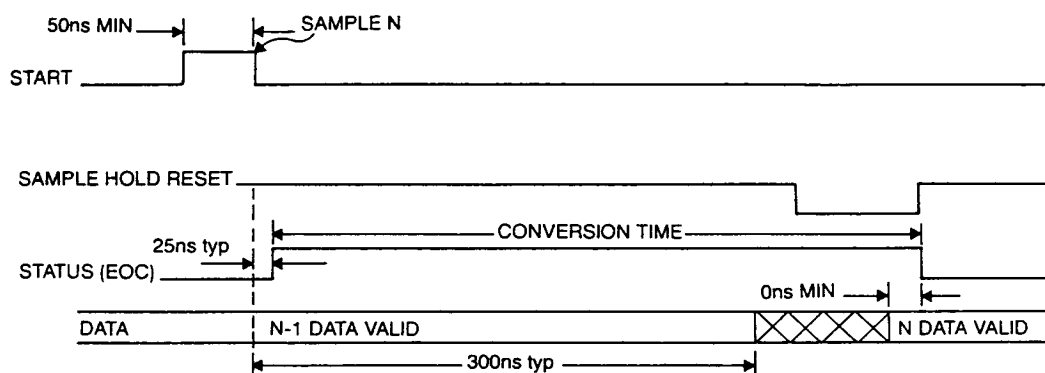 50ns MIN
SAMPLE N
START
SAMPLE HOLD RESET
CONVERSION TIME
25ns typ
STATUS (EOC)
0ns MIN
DATA
N-1 DATA VALID
N DATA VALID
300ns typ